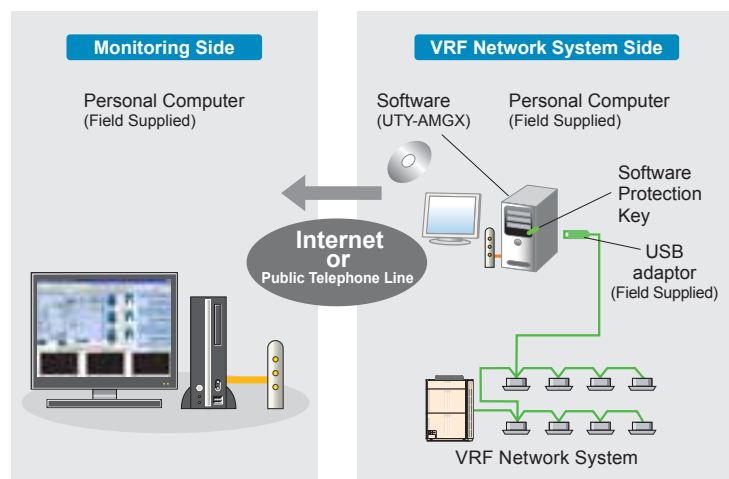 Monitoring Side
Personal Computer
(Field Supplied)
VRF Network System Side
Software
(UTY-AMGX)
Personal Computer
(Field Supplied)
Software
Protection
Key
USB
adaptor
(Field Supplied)
Internet
or
Public Telephone Line
VRF Network System